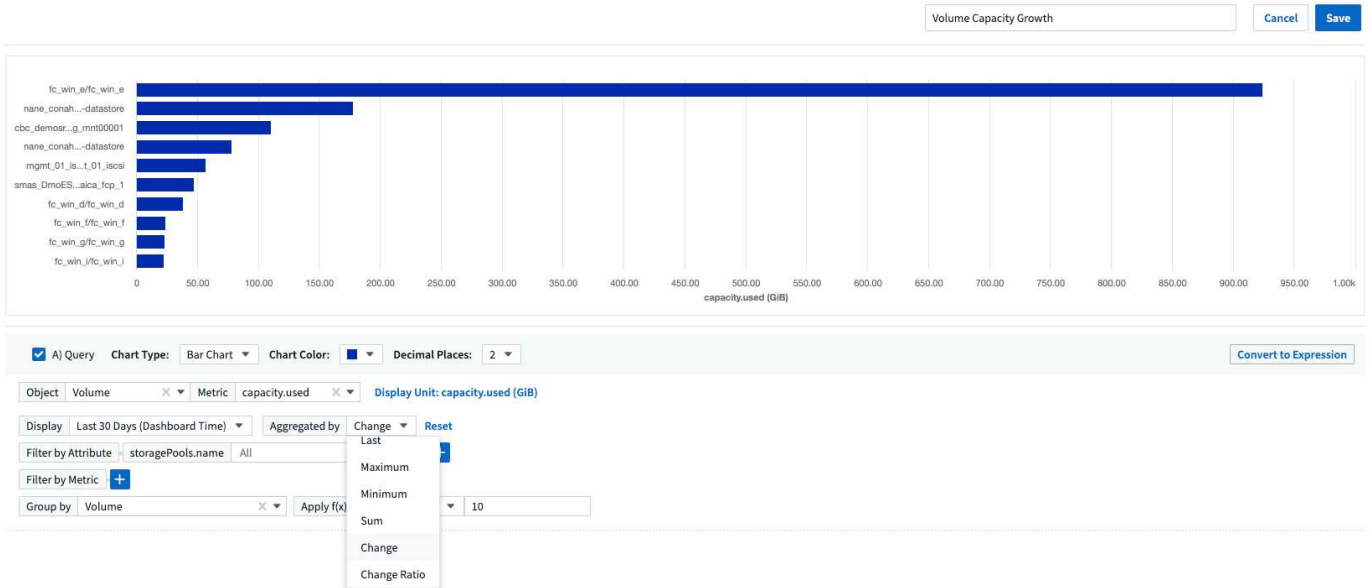 Volume Capacity Growth
Cancel
Save
fc_win_e/fc_win_e
nane_conah...-datastore
cbc_demosr...g_mnt00001
nane_conah...-datastore
mgmt_01_is...t_01_iscsi
smas_DmoES...aica_fcp_1
fc_win_d/fc_win_d
fc_win_f/fc_win_f
fc_win_g/fc_win_g
fc_win_i/fc_win_i
0 50.00 100.00 150.00 200.00 250.00 300.00 350.00 400.00 450.00 500.00 550.00 600.00 650.00 700.00 750.00 800.00 850.00 900.00 950.00 1.00k
capacity.used (GiB)
A) Query Chart Type: Bar Chart Chart Color: Decimal Places: 2 Convert to Expression
Object Volume Metric capacity.used Display Unit: capacity.used (GiB)
Display Last 30 Days (Dashboard Time) Aggregated by Change Reset
Last
Filter by Attribute storagePools.name All
Maximum
Filter by Metric +
Minimum
Group by Volume Apply f(x) 10
Sum
Change
Change Ratio